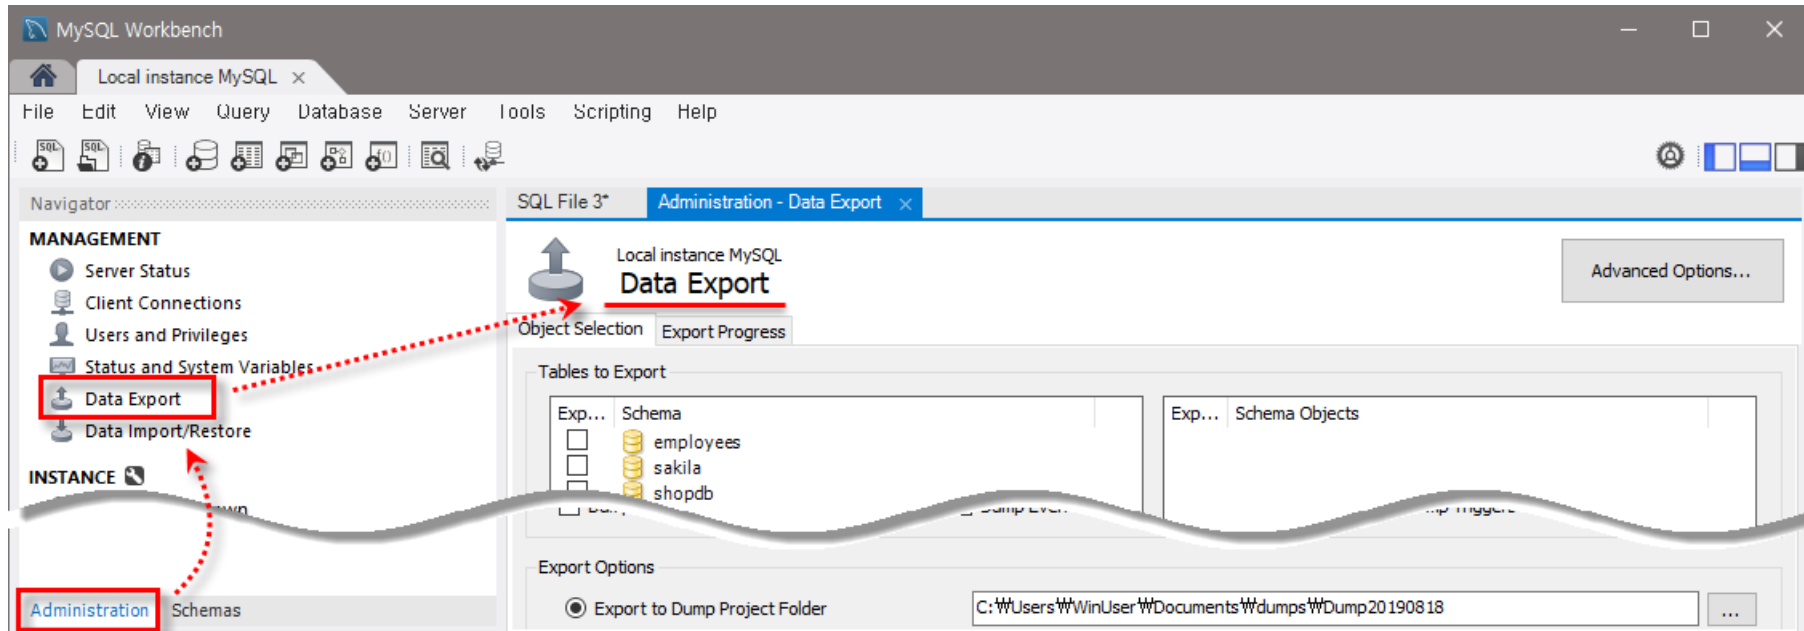 MySQL Workbench
Local instance MySQL
File Edit View Query Database Server Tools Scripting Help
Navigator
SQL File 3*
Administration - Data Export
MANAGEMENT
Server Status
Client Connections
Users and Privileges
Status and System Variables
Data Export
Data Import/Restore
INSTANCE
Administration
Schemas
Local instance MySQL
Data Export
Advanced Options...
Object Selection
Export Progress
Tables to Export
Exp... Schema
employees
sakila
shopdb
Exp... Schema Objects
Export Options
Export to Dump Project Folder
C:₩Users₩WinUser₩Documents₩dumps₩Dump20190818
...